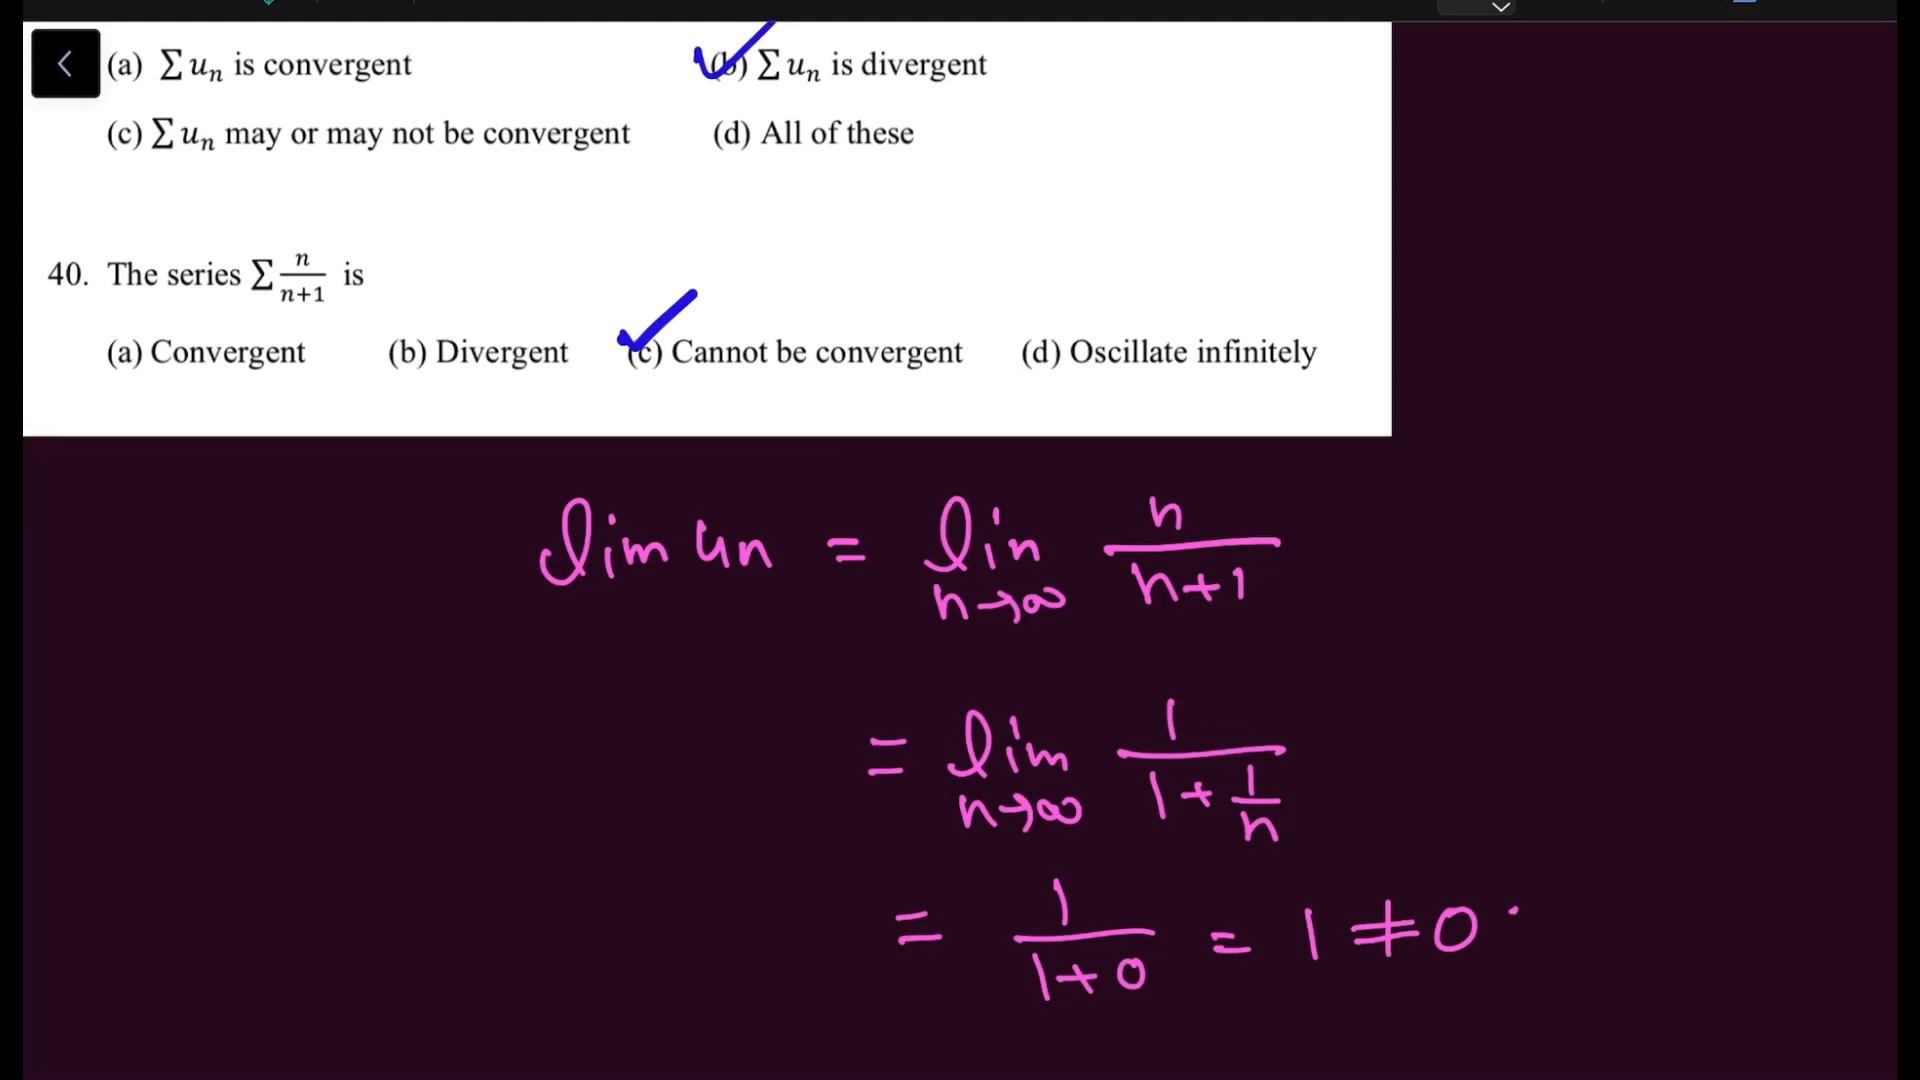 (a) ∑ uₙ is convergent (b) ∑ uₙ is divergent
(c) ∑ uₙ may or may not be convergent (d) All of these
40. The series ∑ n/(n+1) is
(a) Convergent (b) Divergent (c) Cannot be convergent (d) Oscillate infinitely
lim uₙ = lim n→∞ n/(n+1)
= lim n→∞ 1/(1+1/n)
= 1/(1+0) = 1 ≠ 0.